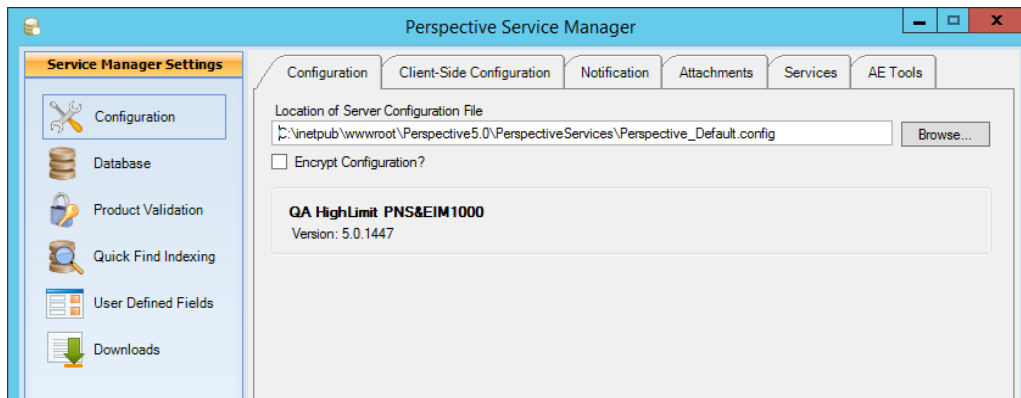 Perspective Service Manager
Service Manager Settings
Configuration
Database
Product Validation
Quick Find Indexing
User Defined Fields
Downloads
Configuration Client-Side Configuration Notification Attachments Services AE Tools
Location of Server Configuration File
C:\inetpub\wwwroot\Perspective5.0\PerspectiveServices\Perspective_Default.config Browse...
Encrypt Configuration?
QA HighLimit PNS&EIM1000
Version: 5.0.1447